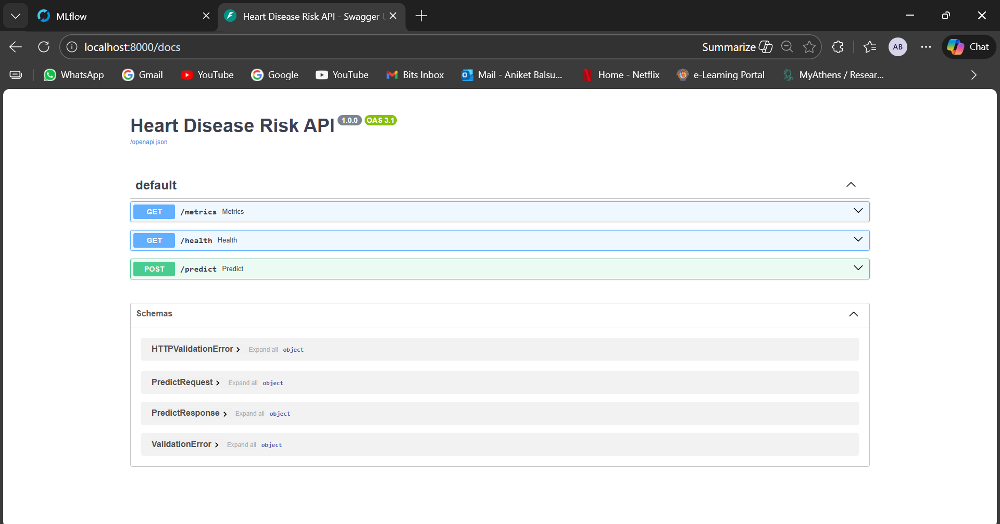 MLflow
Heart Disease Risk API - Swagger
localhost:8000/docs
Summarize
AB
Chat
WhatsApp
Gmail
YouTube
Google
YouTube
Bits Inbox
Mail - Aniket Balsu...
Home - Netflix
e-Learning Portal
MyAthens / Resear...
Heart Disease Risk API 1.0.0 OAS 3.1
/openapi.json
default
GET /metrics Metrics
GET /health Health
POST /predict Predict
Schemas
HTTPValidationError Expand all object
PredictRequest Expand all object
PredictResponse Expand all object
ValidationError Expand all object